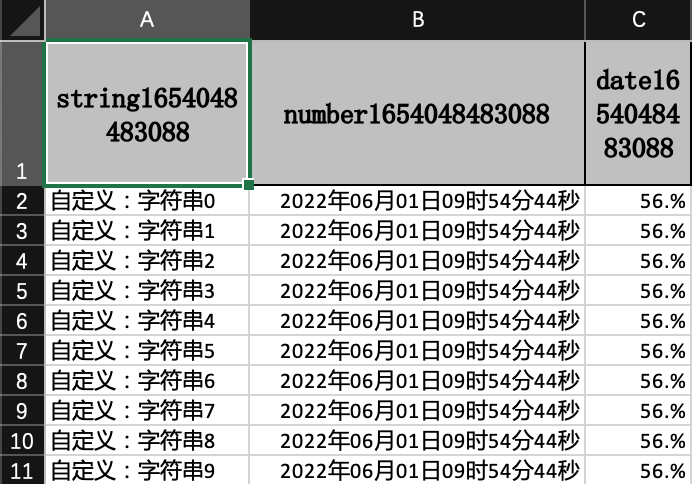 A B C
1 string1654048483088 number1654048483088 date1654048483088
2 自定义：字符串0 2022年06月01日09时54分44秒 56.%
3 自定义：字符串1 2022年06月01日09时54分44秒 56.%
4 自定义：字符串2 2022年06月01日09时54分44秒 56.%
5 自定义：字符串3 2022年06月01日09时54分44秒 56.%
6 自定义：字符串4 2022年06月01日09时54分44秒 56.%
7 自定义：字符串5 2022年06月01日09时54分44秒 56.%
8 自定义：字符串6 2022年06月01日09时54分44秒 56.%
9 自定义：字符串7 2022年06月01日09时54分44秒 56.%
10 自定义：字符串8 2022年06月01日09时54分44秒 56.%
11 自定义：字符串9 2022年06月01日09时54分44秒 56.%